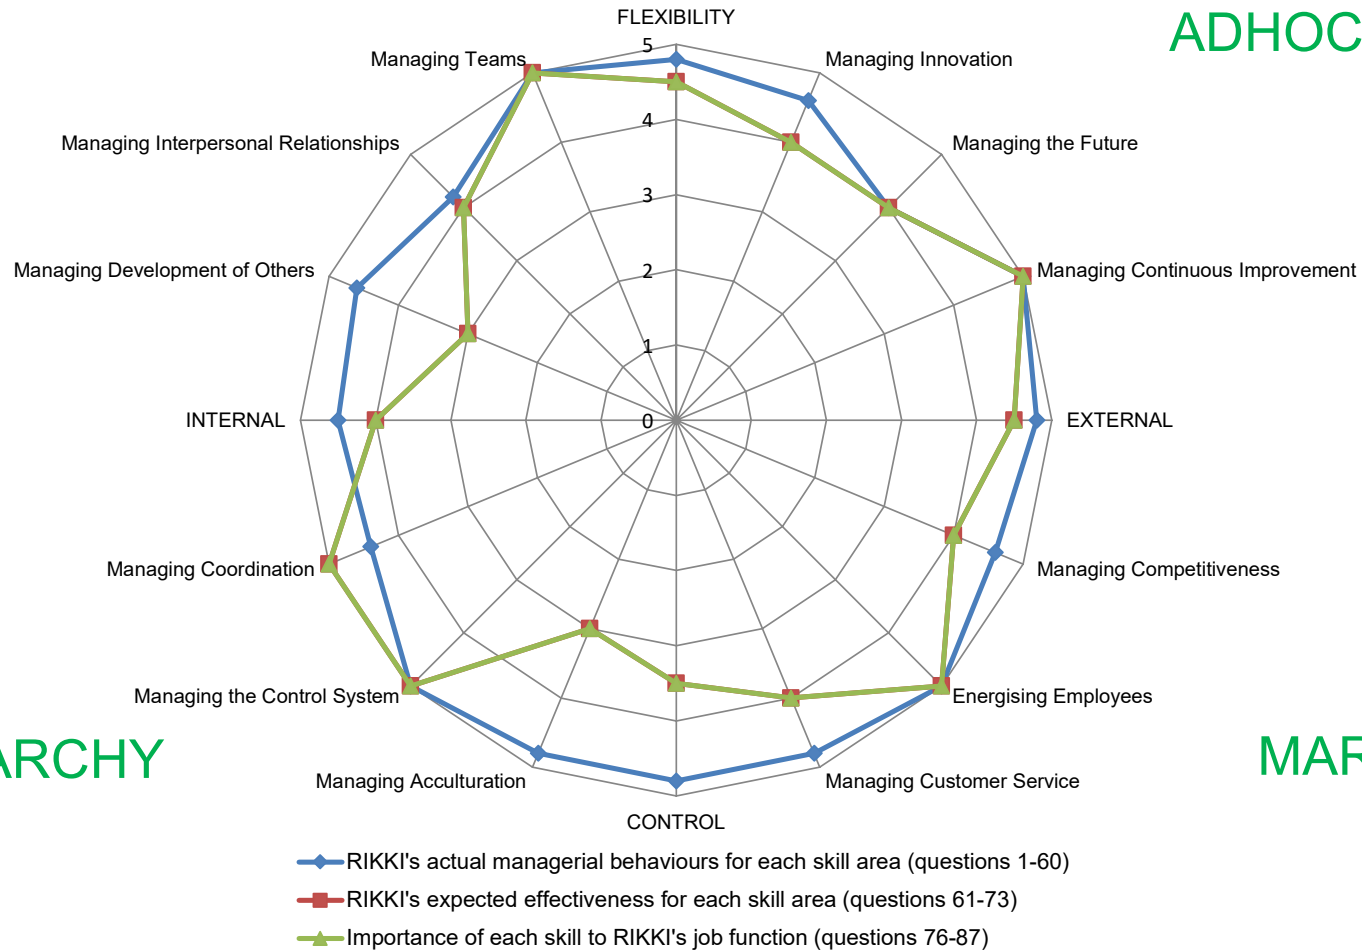 FLEXIBILITY
ADHOC
Managing Teams
5
Managing Innovation
Managing Interpersonal Relationships
4
Managing the Future
3
Managing Development of Others
2
Managing Continuous Improvement
1
INTERNAL
0
EXTERNAL
Managing Coordination
Managing Competitiveness
Managing the Control System
Energising Employees
ARCHY
MAR
Managing Acculturation
Managing Customer Service
CONTROL
RIKKI's actual managerial behaviours for each skill area (questions 1-60)
RIKKI's expected effectiveness for each skill area (questions 61-73)
Importance of each skill to RIKKI's job function (questions 76-87)